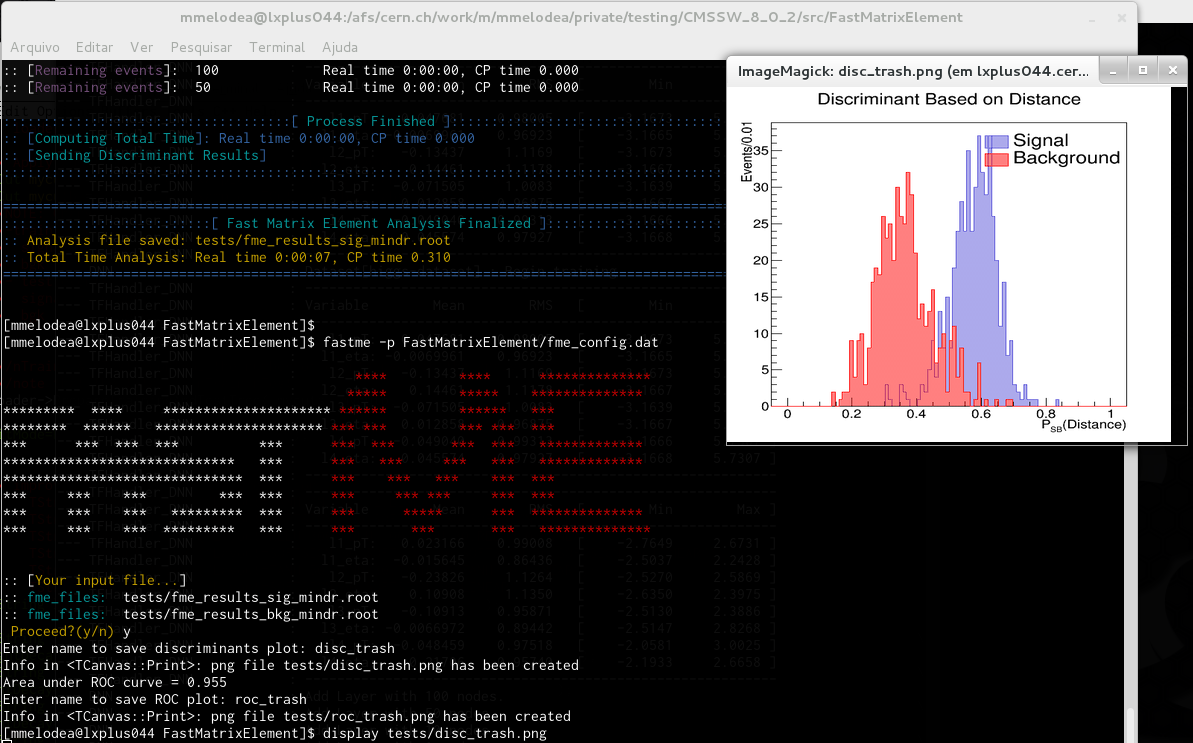 mmelodea@lxplus044:/afs/cern.ch/work/m/mmelodea/private/testing/CMSSW_8_0_2/src/FastMatrixElement
Arquivo Editar Ver Pesquisar Terminal Ajuda
:: [Remaining events]: 100 Real time 0:00:00, CP time 0.000
:: [Remaining events]: 50 Real time 0:00:00, CP time 0.000
[ Process Finished ]
:: [Computing Total Time]: Real time 0:00:00, CP time 0.000
:: [Sending Discriminant Results]
[ Fast Matrix Element Analysis Finalized ]
:: Analysis file saved: tests/fme_results_sig_mindr.root
:: Total Time Analysis: Real time 0:00:07, CP time 0.310
[mmelodea@lxplus044 FastMatrixElement]$
[mmelodea@lxplus044 FastMatrixElement]$ fastme -p FastMatrixElement/fme_config.dat
:: [Your input file...]
:: fme_files: tests/fme_results_sig_mindr.root
:: fme_files: tests/fme_results_bkg_mindr.root
Proceed?(y/n) y
Enter name to save discriminants plot: disc_trash
Info in <TCanvas::Print>: png file tests/disc_trash.png has been created
Area under ROC curve = 0.955
Enter name to save ROC plot: roc_trash
Info in <TCanvas::Print>: png file tests/roc_trash.png has been created
[mmelodea@lxplus044 FastMatrixElement]$ display tests/disc_trash.png
ImageMagick: disc_trash.png (em lxplus044.cer...
Discriminant Based on Distance
Events/0.01
Signal
Background
35
30
25
20
15
10
5
0
0 0.2 0.4 0.6 0.8 1
P_SB(Distance)